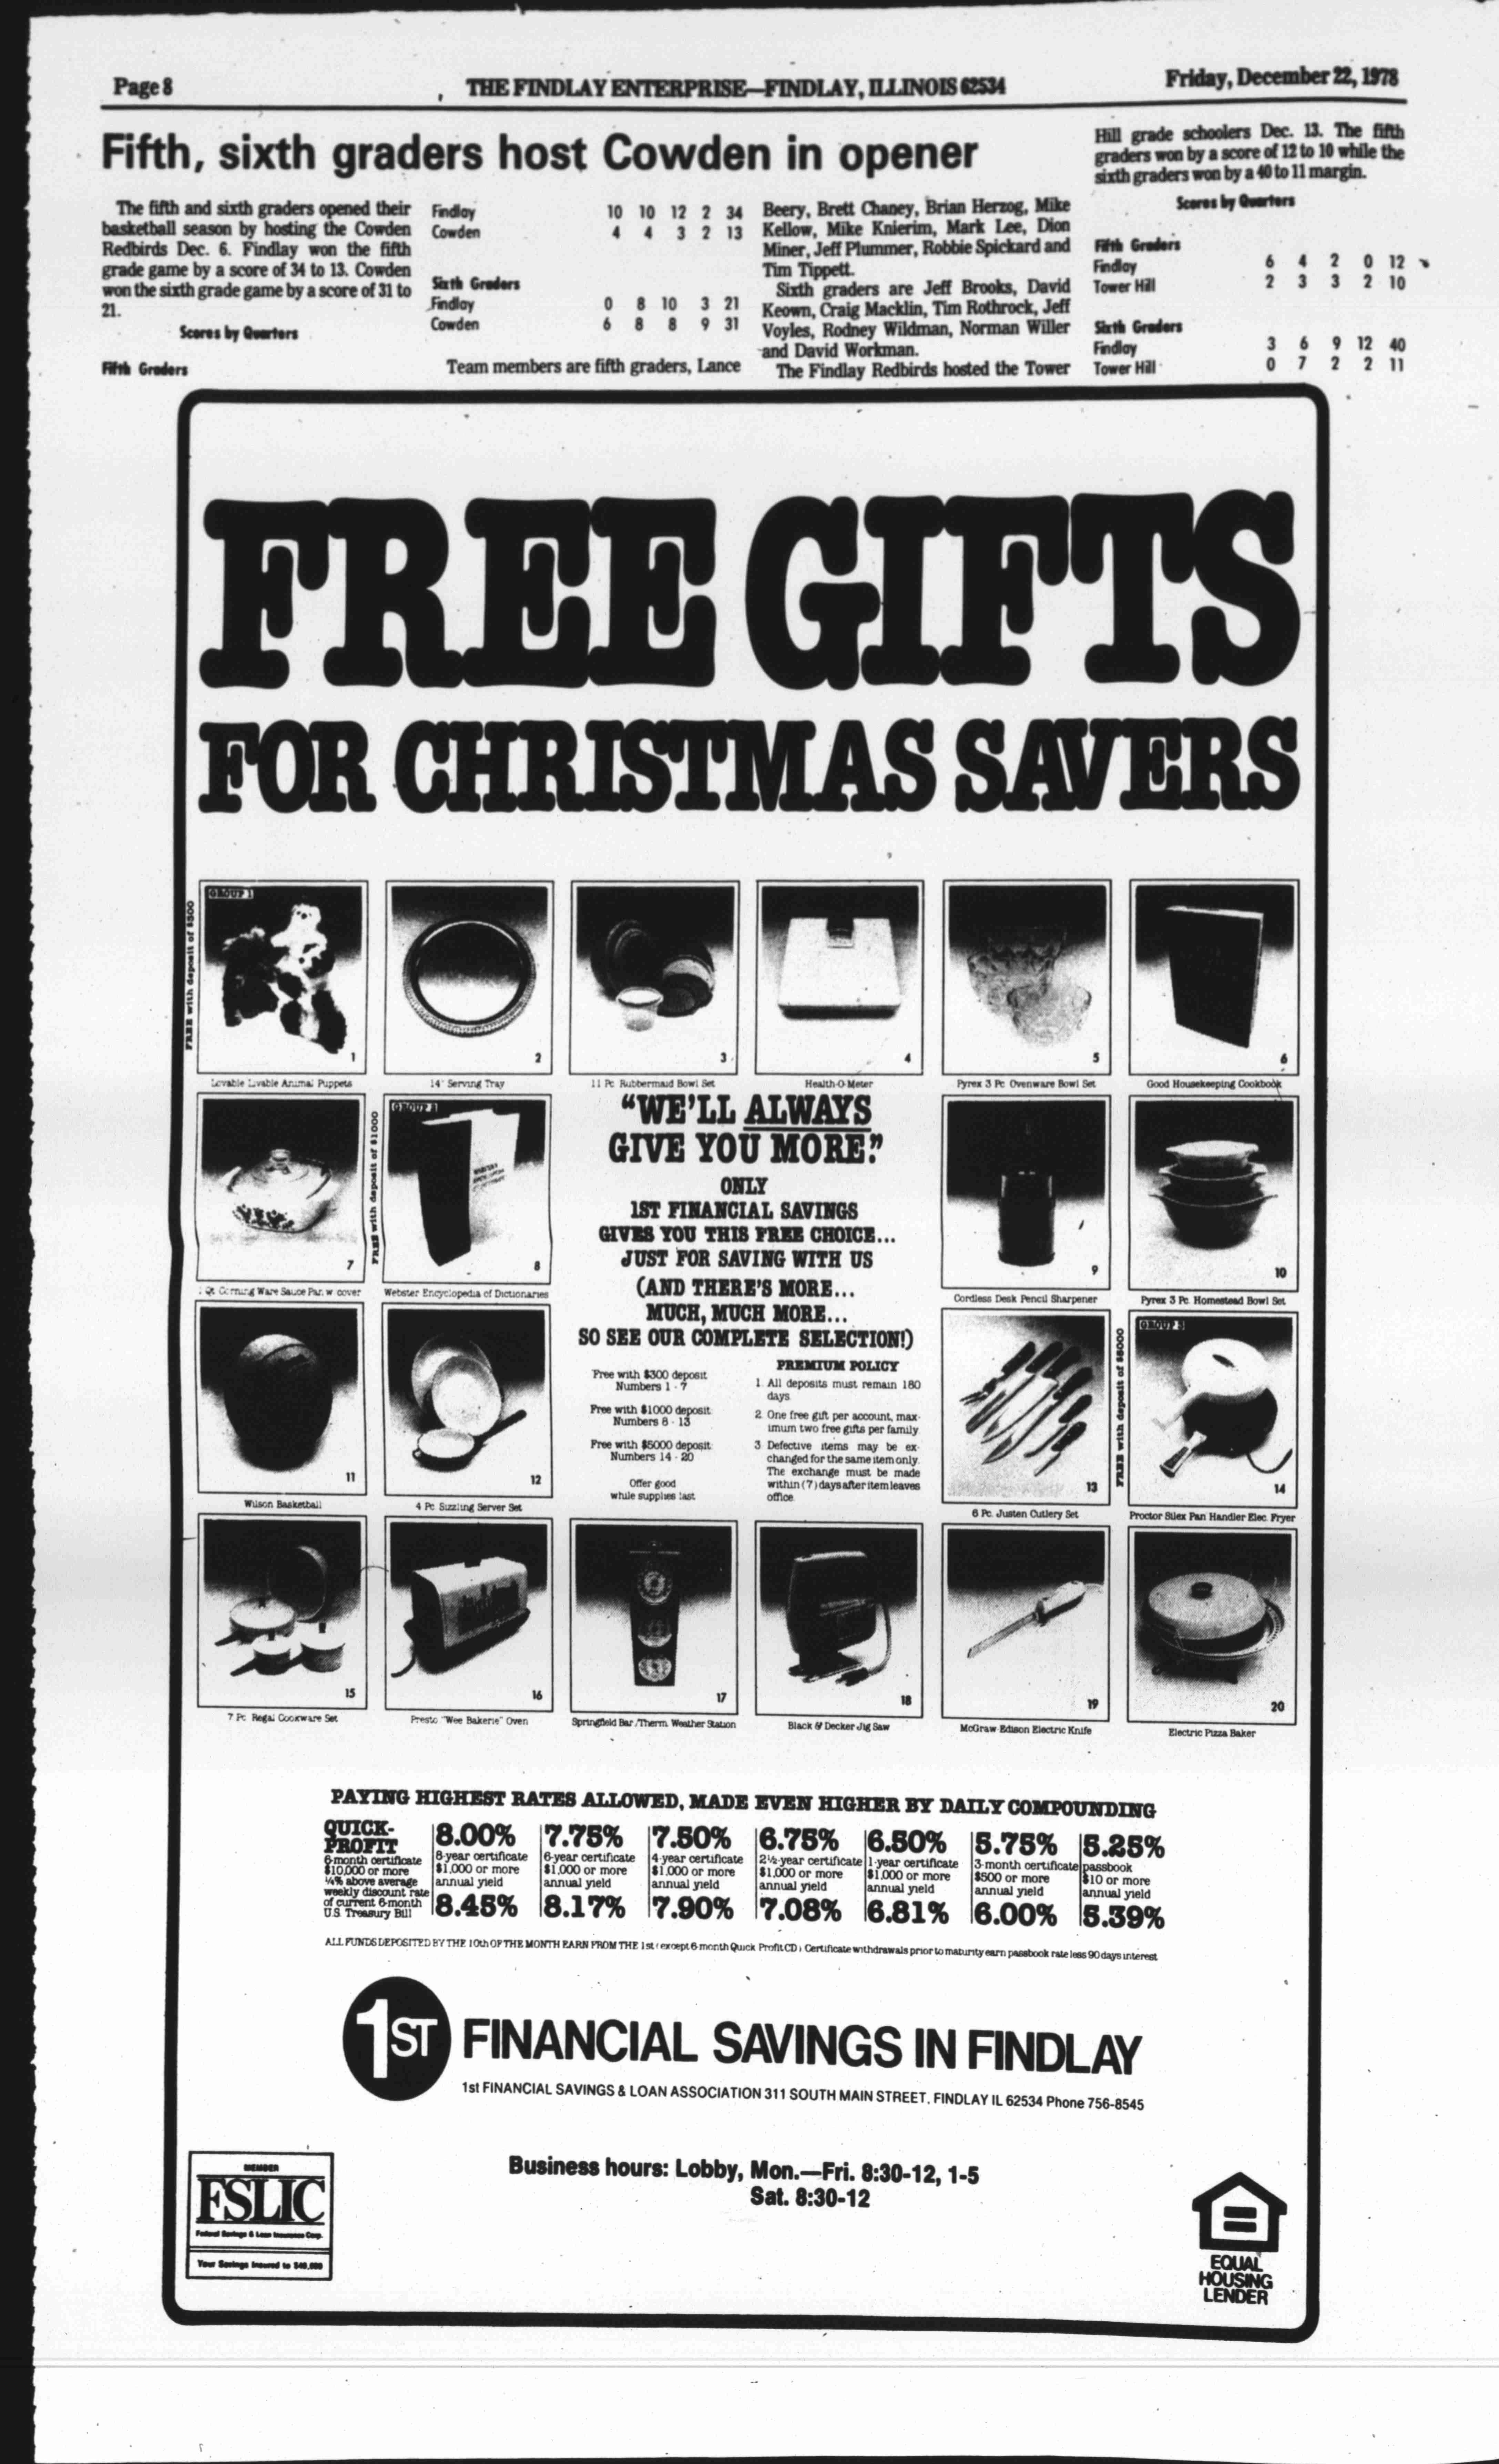 Page 8
THE FINDLAY ENTERPRISE—FINDLAY, ILLINOIS 62534
Friday, December 22, 1978
Fifth, sixth graders host Cowden in opener
The fifth and sixth graders opened their
basketball season by hosting the Cowden
Redbirds Dec. 6. Findlay won the fifth
grade game by a score of 34 to 13. Cowden
won the sixth grade game by a score of 31 to
21.
Scores by Quarters
Fifth Graders
Findlay 10 10 12 2 34
Cowden 4 4 3 2 13
Sixth Graders
Findlay 0 8 10 3 21
Cowden 6 8 8 9 31
Team members are fifth graders, Lance
Beery, Brett Chaney, Brian Herzog, Mike
Kellow, Mike Knierim, Mark Lee, Dion
Miner, Jeff Plummer, Robbie Spickard and
Tim Tippett.
Sixth graders are Jeff Brooks, David
Keown, Craig Macklin, Tim Rothrock, Jeff
Voyles, Rodney Wildman, Norman Willer
and David Workman.
The Findlay Redbirds hosted the Tower
Hill grade schoolers Dec. 13. The fifth
graders won by a score of 12 to 10 while the
sixth graders won by a 40 to 11 margin.
Scores by Quarters
Fifth Graders
Findlay 6 4 2 0 12
Tower Hill 2 3 3 2 10
Sixth Graders
Findlay 3 6 9 12 40
Tower Hill 0 7 2 2 11
FREE GIFTS
FOR CHRISTMAS SAVERS
FREE with deposit of $300
GROUP 1
1
2
3
4
5
6
Lovable Livable Animal Puppets
14" Serving Tray
11 Pc. Rubbermaid Bowl Set
Health-O-Meter
Pyrex 3 Pc. Ovenware Bowl Set
Good Housekeeping Cookbook
7
Qt. Corning Ware Sauce Pan w cover
FREE with deposit of $1000
GROUP 2
8
Webster Encyclopedia of Dictionaries
"WE'LL ALWAYS
GIVE YOU MORE."
ONLY
1ST FINANCIAL SAVINGS
GIVES YOU THIS FREE CHOICE...
JUST FOR SAVING WITH US
(AND THERE'S MORE...
MUCH, MUCH MORE...
SO SEE OUR COMPLETE SELECTION!)
9
Cordless Desk Pencil Sharpener
10
Pyrex 3 Pc. Homestead Bowl Set
11
Wilson Basketball
12
4 Pc. Sizzling Server Set
Free with $300 deposit
Numbers 1 - 7
Free with $1000 deposit
Numbers 8 - 13
Free with $5000 deposit
Numbers 14 - 20
Offer good
while supplies last
PREMIUM POLICY
1. All deposits must remain 180
days.
2. One free gift per account, max-
imum two free gifts per family
3. Defective items may be ex-
changed for the same item only.
The exchange must be made
within (7) days after item leaves
office.
13
6 Pc. Justen Cutlery Set
FREE with deposit of $5000
GROUP 3
14
Proctor Silex Pan Handler Elec. Fryer
15
7 Pc. Regal Cookware Set
16
Presto "Wee Bakerie" Oven
17
Springfield Bar./Therm. Weather Station
18
Black & Decker Jig Saw
19
McGraw-Edison Electric Knife
20
Electric Pizza Baker
PAYING HIGHEST RATES ALLOWED, MADE EVEN HIGHER BY DAILY COMPOUNDING
QUICK-
PROFIT
6-month certificate
$10,000 or more
¼% above average
weekly discount rate
of current 6-month
U.S. Treasury Bill
8.00%
8-year certificate
$1,000 or more
annual yield
8.45%
7.75%
6-year certificate
$1,000 or more
annual yield
8.17%
7.50%
4-year certificate
$1,000 or more
annual yield
7.90%
6.75%
2½-year certificate
$1,000 or more
annual yield
7.08%
6.50%
1-year certificate
$1,000 or more
annual yield
6.81%
5.75%
3-month certificate
$500 or more
annual yield
6.00%
5.25%
passbook
$10 or more
annual yield
5.39%
ALL FUNDS DEPOSITED BY THE 10th OF THE MONTH EARN FROM THE 1st (except 6-month Quick Profit CD) Certificate withdrawals prior to maturity earn passbook rate less 90 days interest
1ST FINANCIAL SAVINGS IN FINDLAY
1st FINANCIAL SAVINGS & LOAN ASSOCIATION 311 SOUTH MAIN STREET, FINDLAY IL 62534 Phone 756-8545
Business hours: Lobby, Mon.—Fri. 8:30-12, 1-5
Sat. 8:30-12
MEMBER
FSLIC
Federal Savings & Loan Insurance Corp.
Your Savings Insured to $40,000
EQUAL
HOUSING
LENDER